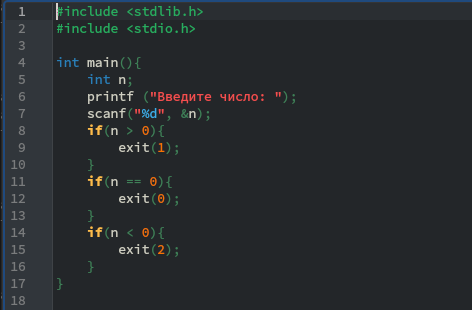 1 #include <stdlib.h>
2 #include <stdio.h>
3
4 int main(){
5     int n;
6     printf ("Введите число: ");
7     scanf("%d", &n);
8     if(n > 0){
9         exit(1);
10     }
11     if(n == 0){
12         exit(0);
13     }
14     if(n < 0){
15         exit(2);
16     }
17 }
18